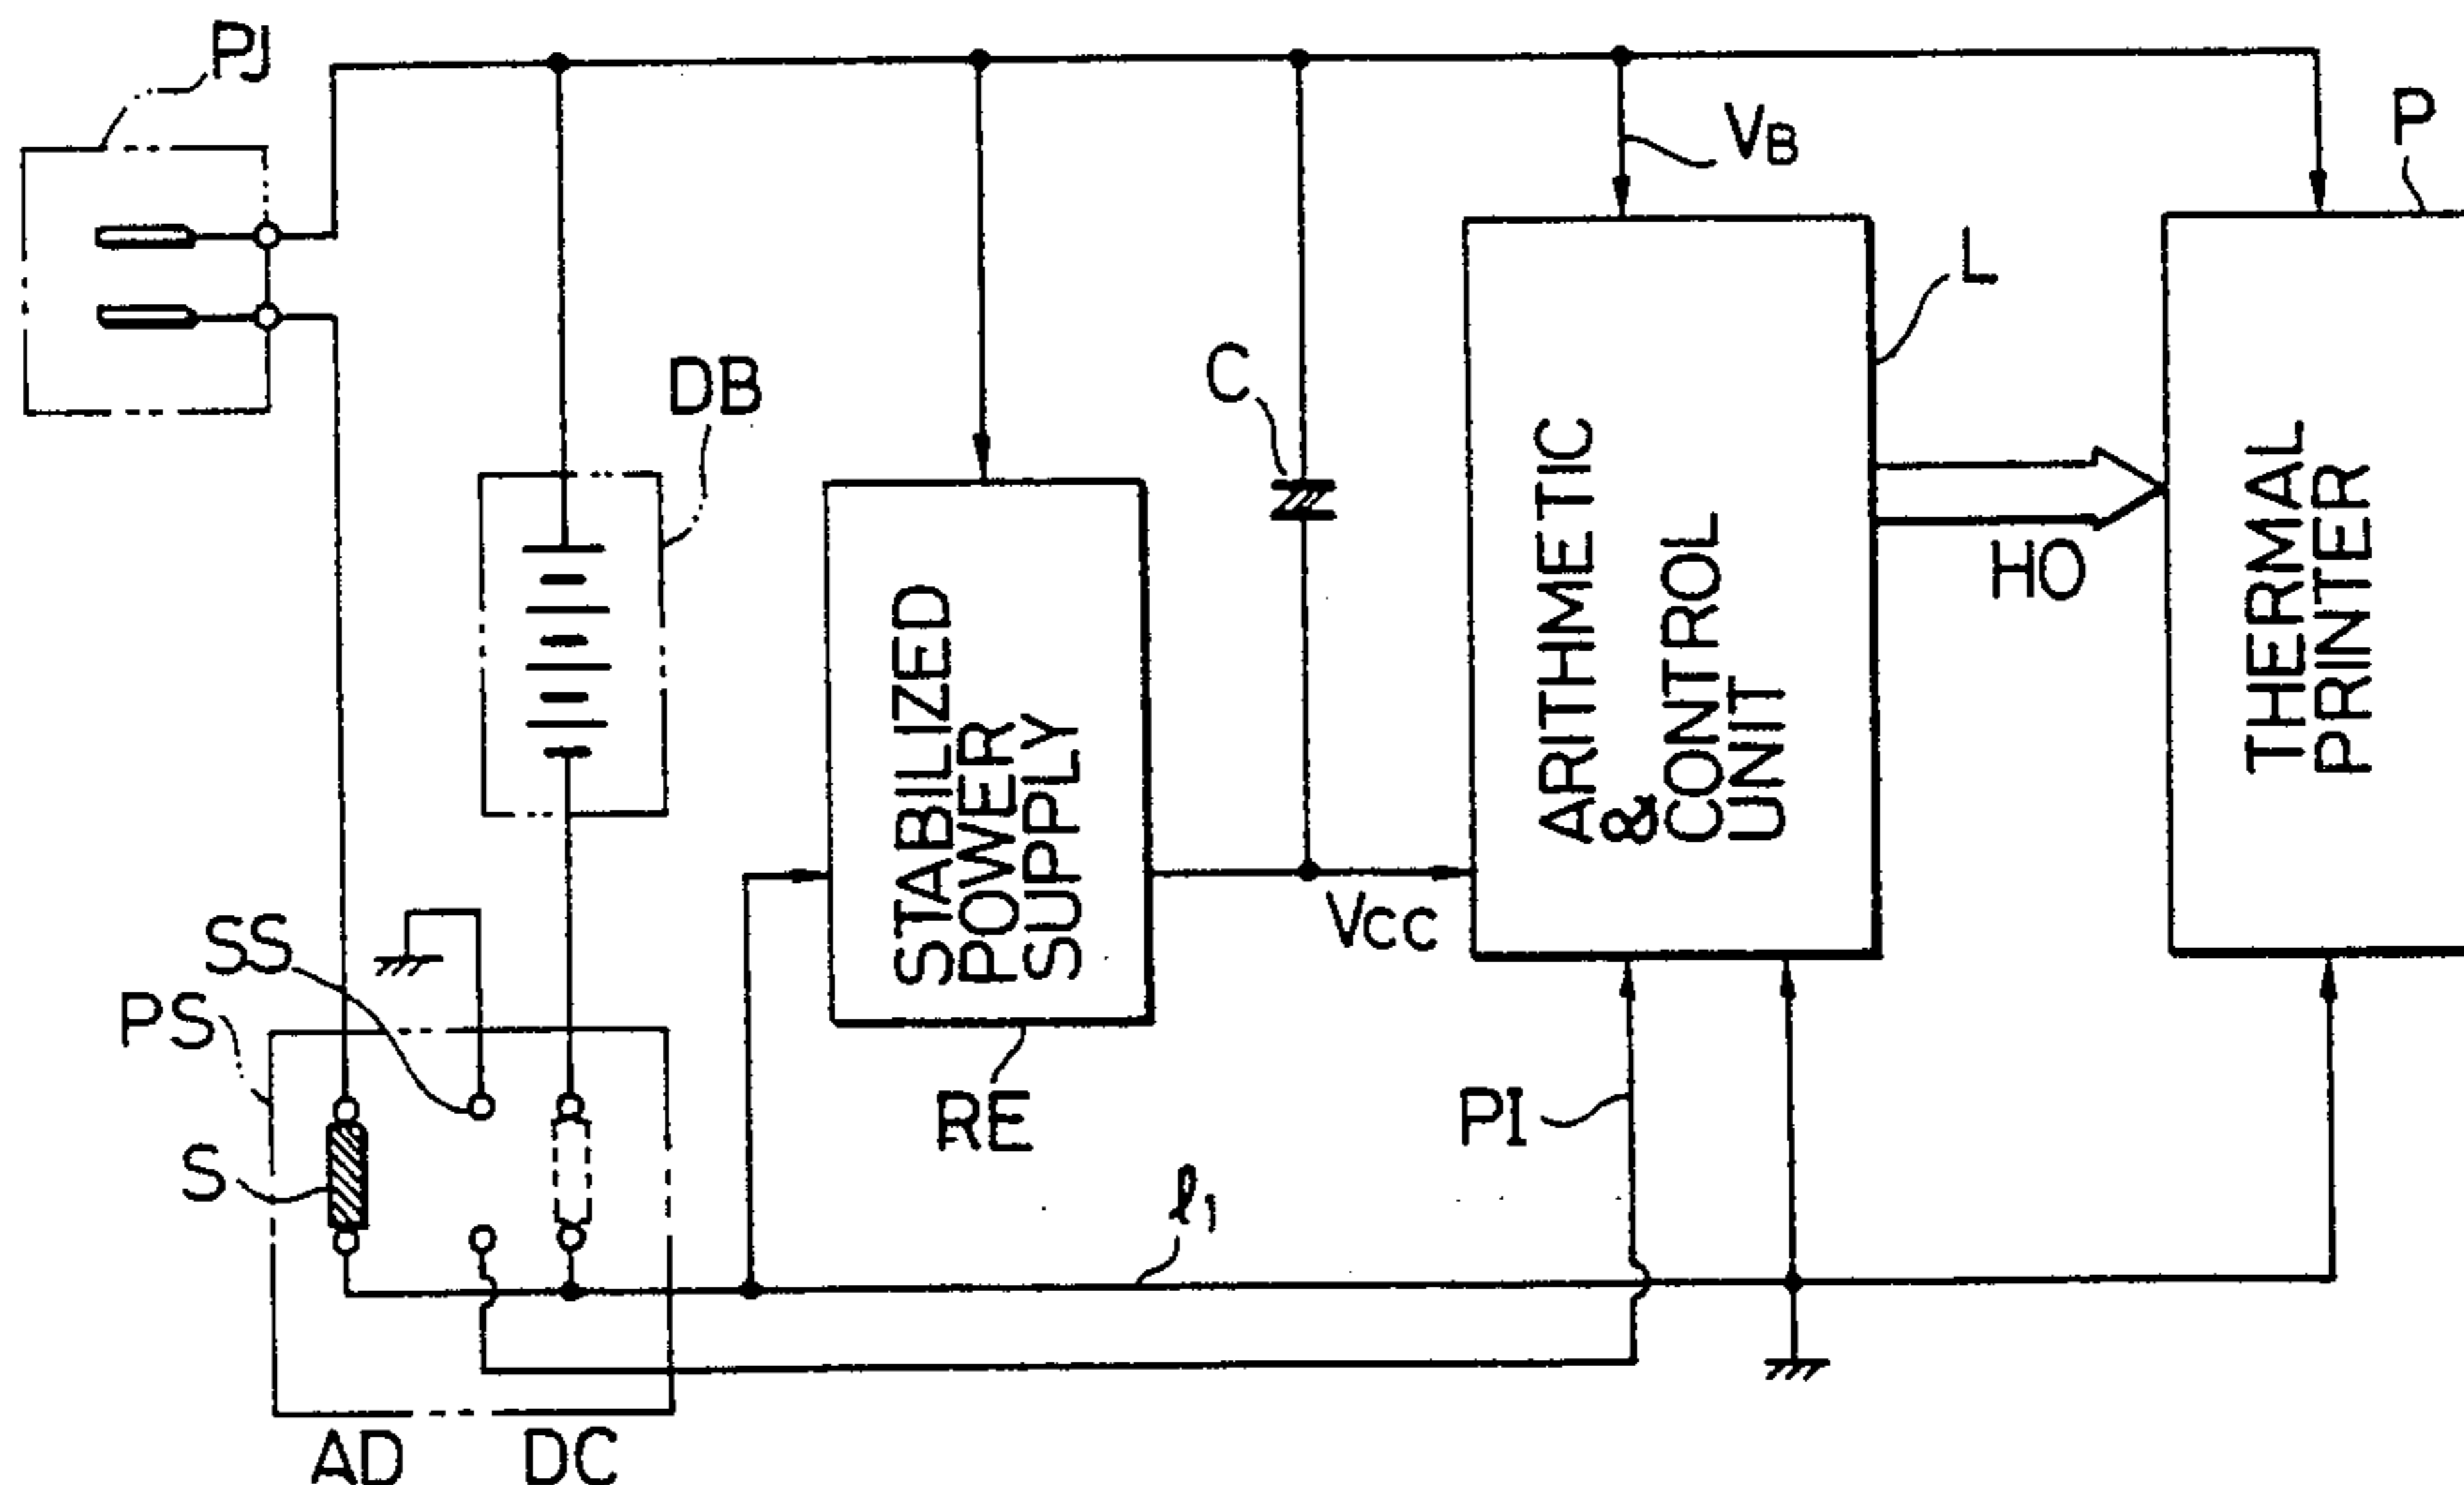 PJ
VB
P
L
DB
C
HO
STABILIZED
POWER
SUPPLY
ARITHMETIC
&
CONTROL
UNIT
THERMAL
PRINTER
VCC
SS
PS
S
RE
PI
ℓ1
AD
DC